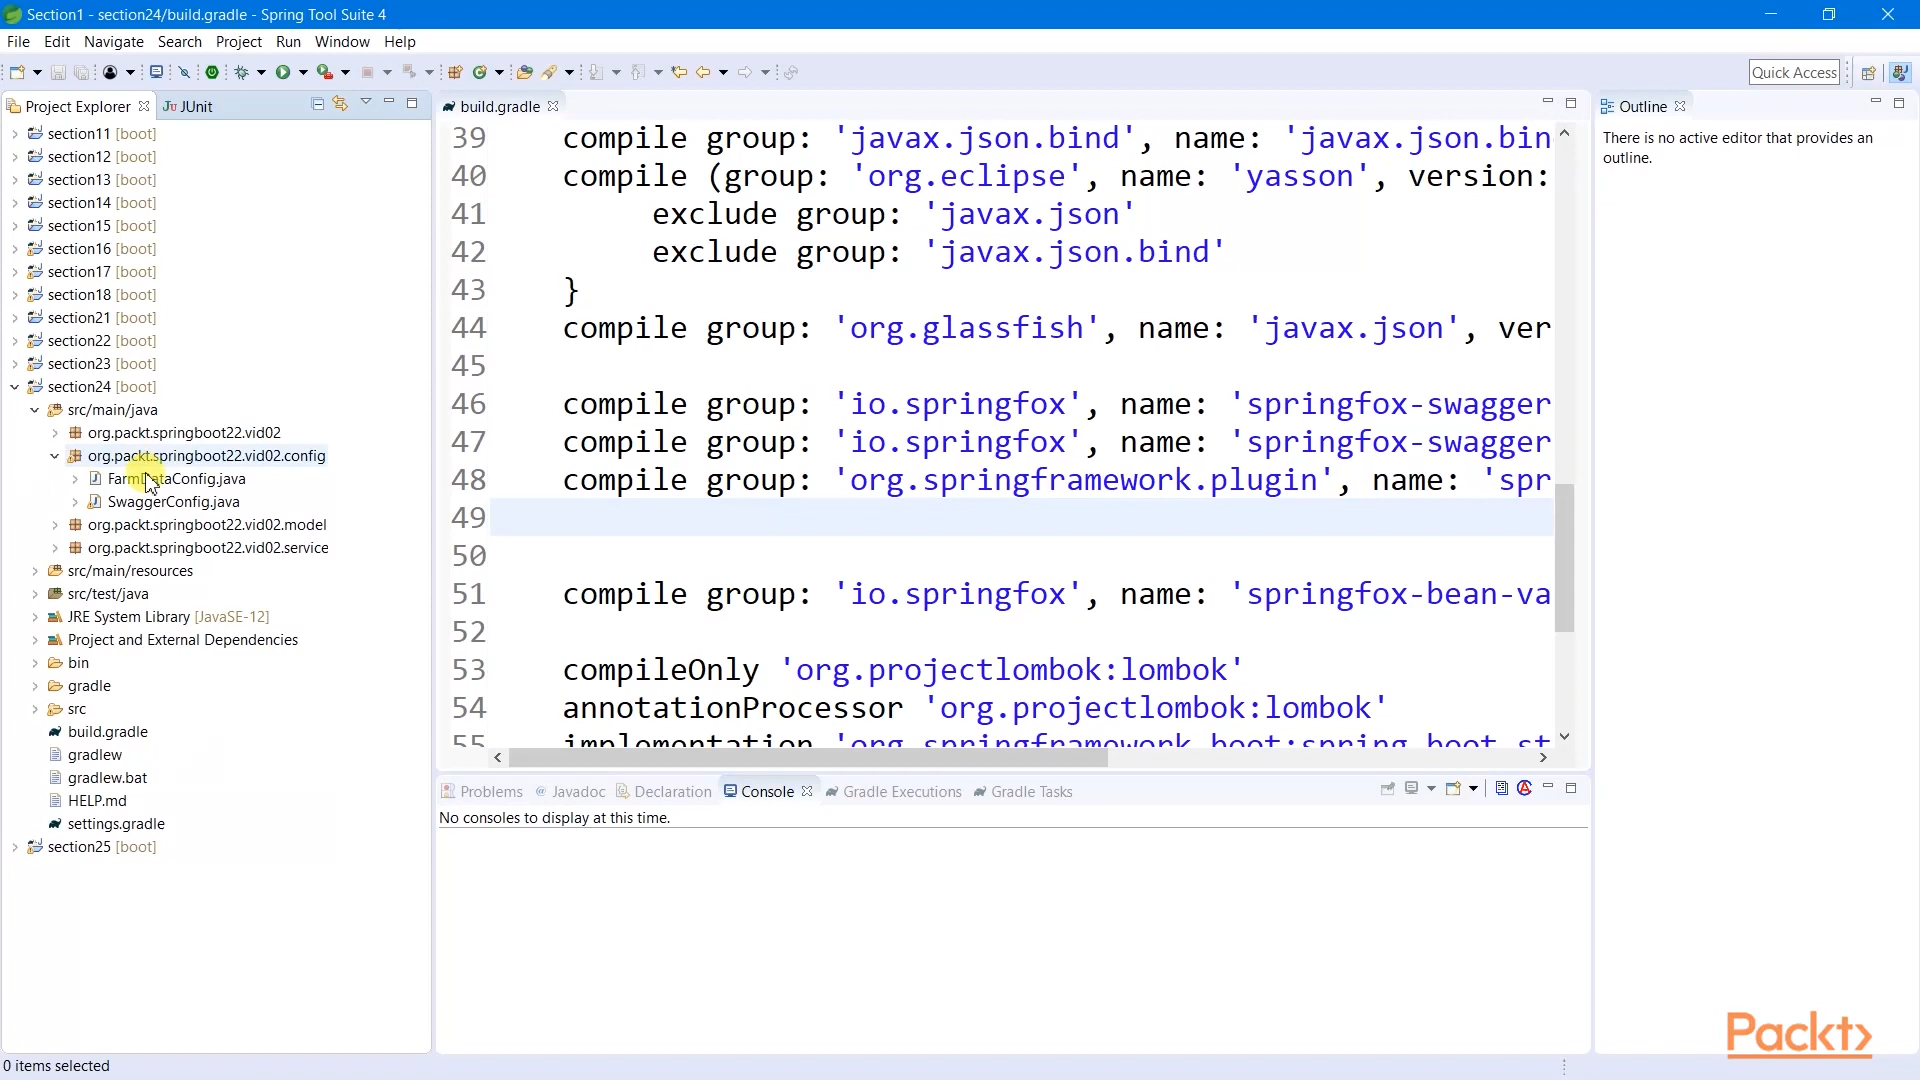 Section1 - section24/build.gradle - Spring Tool Suite 4
File Edit Navigate Search Project Run Window Help
Quick Access
Project Explorer
JUnit
section11 [boot]
section12 [boot]
section13 [boot]
section14 [boot]
section15 [boot]
section16 [boot]
section17 [boot]
section18 [boot]
section21 [boot]
section22 [boot]
section23 [boot]
section24 [boot]
src/main/java
org.packt.springboot22.vid02
org.packt.springboot22.vid02.config
FarmDataConfig.java
SwaggerConfig.java
org.packt.springboot22.vid02.model
org.packt.springboot22.vid02.service
src/main/resources
src/test/java
JRE System Library [JavaSE-12]
Project and External Dependencies
bin
gradle
src
build.gradle
gradlew
gradlew.bat
HELP.md
settings.gradle
section25 [boot]
build.gradle
39 compile group: 'javax.json.bind', name: 'javax.json.bin
40 compile (group: 'org.eclipse', name: 'yasson', version:
41 exclude group: 'javax.json'
42 exclude group: 'javax.json.bind'
43 }
44 compile group: 'org.glassfish', name: 'javax.json', ver
45
46 compile group: 'io.springfox', name: 'springfox-swagger
47 compile group: 'io.springfox', name: 'springfox-swagger
48 compile group: 'org.springframework.plugin', name: 'spr
49
50
51 compile group: 'io.springfox', name: 'springfox-bean-va
52
53 compileOnly 'org.projectlombok:lombok'
54 annotationProcessor 'org.projectlombok:lombok'
55 implementation 'org.springframework.boot:spring-boot-st
Problems Javadoc Declaration Console Gradle Executions Gradle Tasks
No consoles to display at this time.
Outline
There is no active editor that provides an
outline.
0 items selected
Packt>